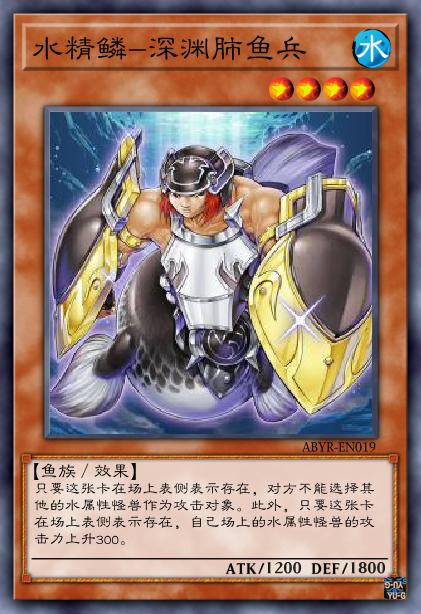 水精鳞—深渊肺鱼兵
水
ABYR-EN019
【鱼族／效果】
只要这张卡在场上表侧表示存在，对方不能选择其
他的水属性怪兽作为攻击对象。此外，只要这张卡
在场上表侧表示存在，自己场上的水属性怪兽的攻
击力上升300。
ATK/1200 DEF/1800